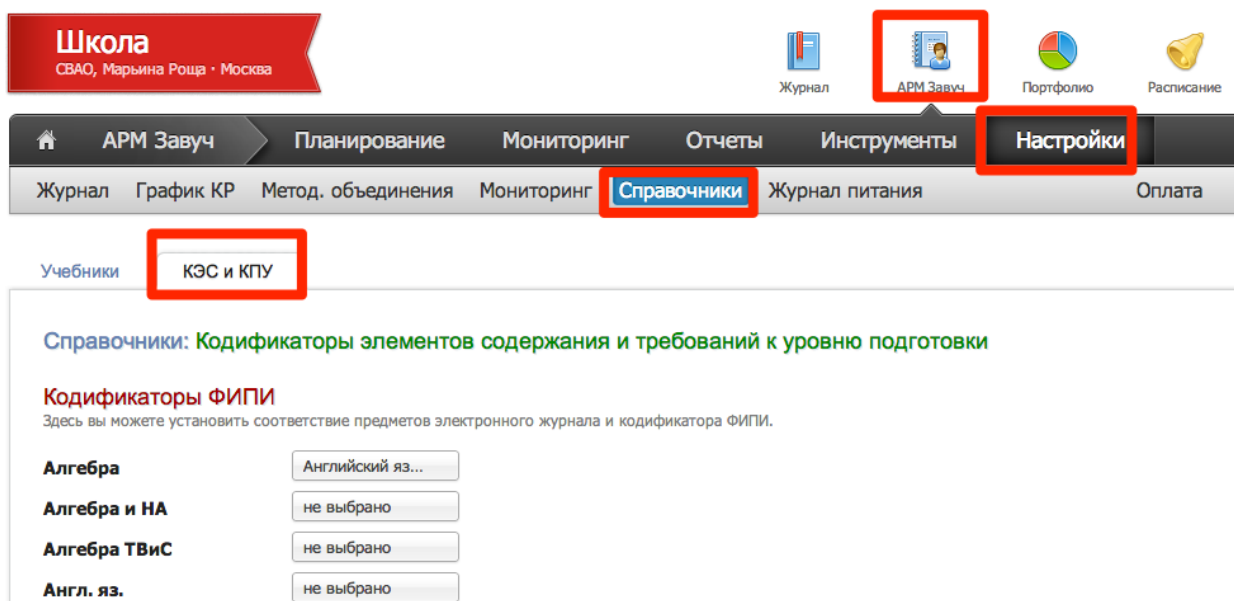 Школа
СВАО, Марьина Роща · Москва
Журнал
АРМ Завуч
Портфолио
Расписание
АРМ Завуч Планирование Мониторинг Отчеты Инструменты Настройки
Журнал График КР Метод. объединения Мониторинг Справочники Журнал питания Оплата
Учебники КЭС и КПУ
Справочники: Кодификаторы элементов содержания и требований к уровню подготовки
Кодификаторы ФИПИ
Здесь вы можете установить соответствие предметов электронного журнала и кодификатора ФИПИ.
Алгебра Английский яз...
Алгебра и НА не выбрано
Алгебра ТВиС не выбрано
Англ. яз. не выбрано